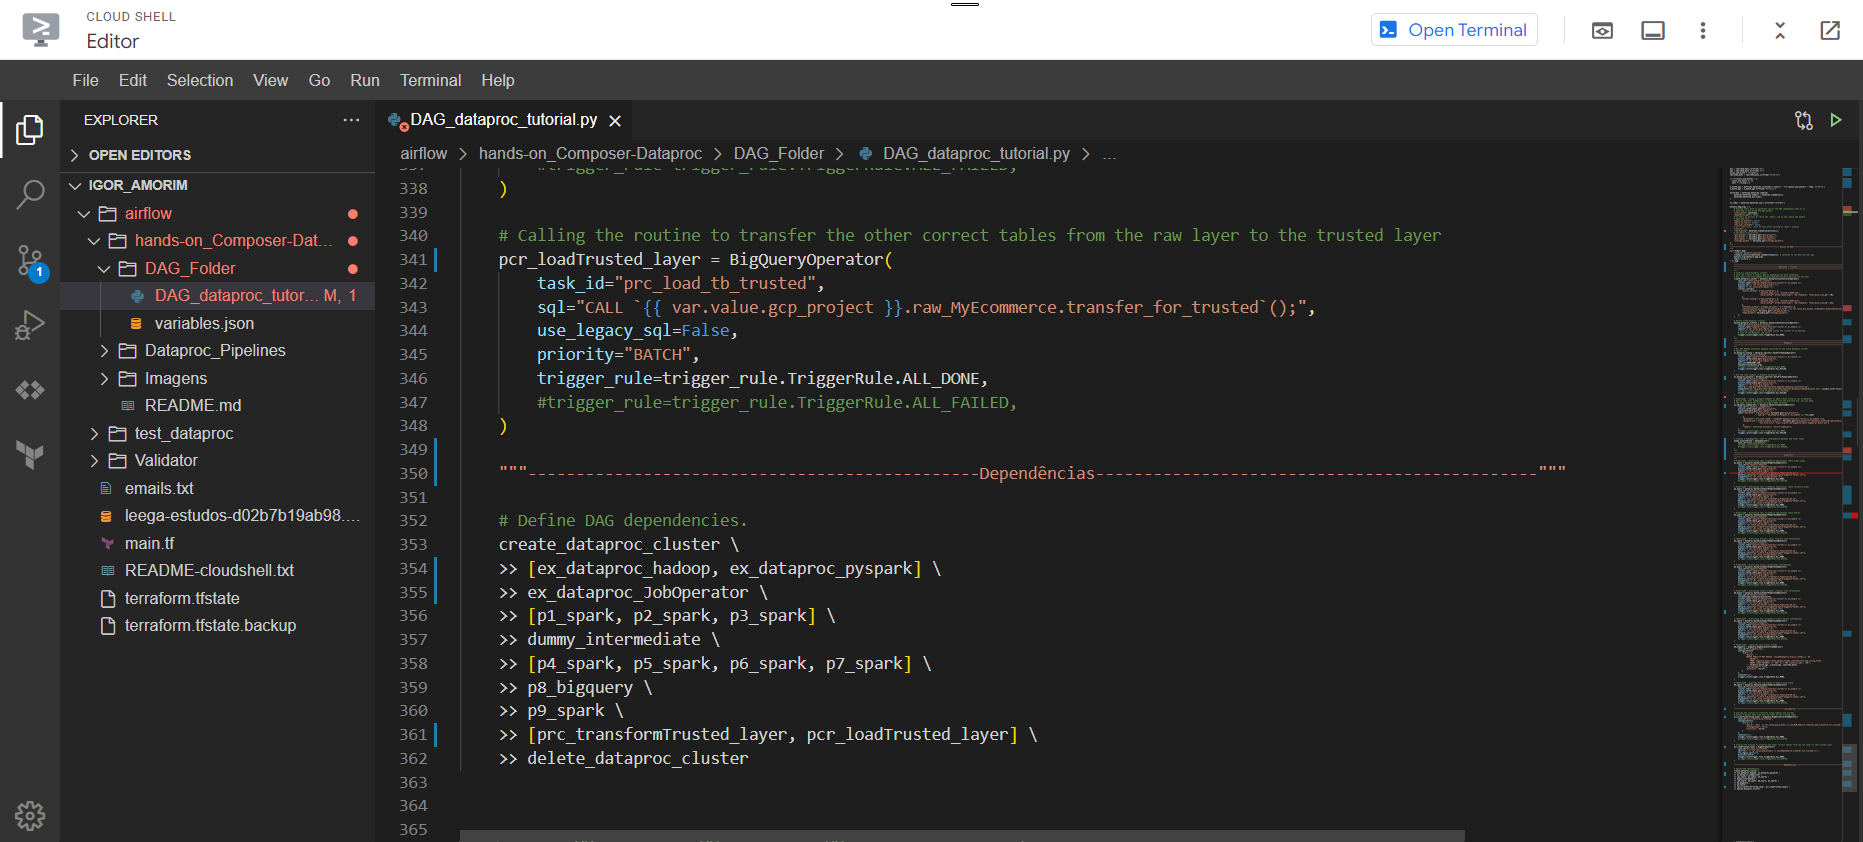 CLOUD SHELL
Editor
Open Terminal
File Edit Selection View Go Run Terminal Help
EXPLORER
OPEN EDITORS
IGOR_AMORIM
airflow
hands-on_Composer-Dat...
DAG_Folder
DAG_dataproc_tutor... M, 1
variables.json
Dataproc_Pipelines
Imagens
README.md
test_dataproc
Validator
emails.txt
leega-estudos-d02b7b19ab98....
main.tf
README-cloudshell.txt
terraform.tfstate
terraform.tfstate.backup
1
DAG_dataproc_tutorial.py
airflow > hands-on_Composer-Dataproc > DAG_Folder > DAG_dataproc_tutorial.py > ...
337 #trigger_rule=trigger_rule.TriggerRule.ALL_FAILED,
338 )
339
340 # Calling the routine to transfer the other correct tables from the raw layer to the trusted layer
341 pcr_loadTrusted_layer = BigQueryOperator(
342 task_id="prc_load_tb_trusted",
343 sql="CALL `{{ var.value.gcp_project }}.raw_MyEcommerce.transfer_for_trusted`();",
344 use_legacy_sql=False,
345 priority="BATCH",
346 trigger_rule=trigger_rule.TriggerRule.ALL_DONE,
347 #trigger_rule=trigger_rule.TriggerRule.ALL_FAILED,
348 )
349
350 """-----------------------------------------------Dependências----------------------------------------------"""
351
352 # Define DAG dependencies.
353 create_dataproc_cluster \
354 >> [ex_dataproc_hadoop, ex_dataproc_pyspark] \
355 >> ex_dataproc_JobOperator \
356 >> [p1_spark, p2_spark, p3_spark] \
357 >> dummy_intermediate \
358 >> [p4_spark, p5_spark, p6_spark, p7_spark] \
359 >> p8_bigquery \
360 >> p9_spark \
361 >> [prc_transformTrusted_layer, pcr_loadTrusted_layer] \
362 >> delete_dataproc_cluster
363
364
365